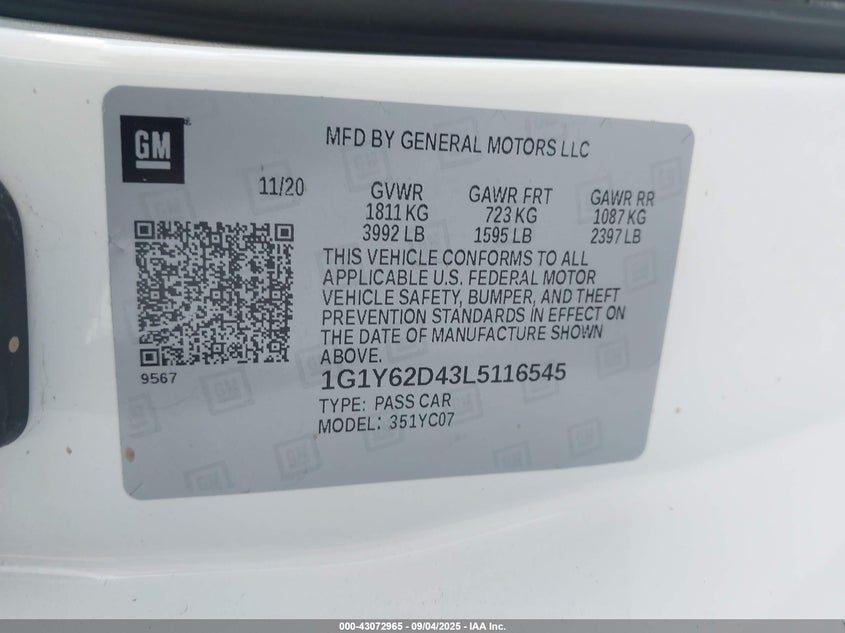 GM
MFD BY GENERAL MOTORS LLC
11/20
GVWR
1811 KG
3992 LB
GAWR FRT
723 KG
1595 LB
GAWR RR
1087 KG
2397 LB
THIS VEHICLE CONFORMS TO ALL
APPLICABLE U.S. FEDERAL MOTOR
VEHICLE SAFETY, BUMPER, AND THEFT
PREVENTION STANDARDS IN EFFECT ON
THE DATE OF MANUFACTURE SHOWN
ABOVE.
9567
1G1Y62D43L5116545
TYPE: PASS CAR
MODEL: 351YC07
000-43072965 - 09/04/2025 - IAA Inc.